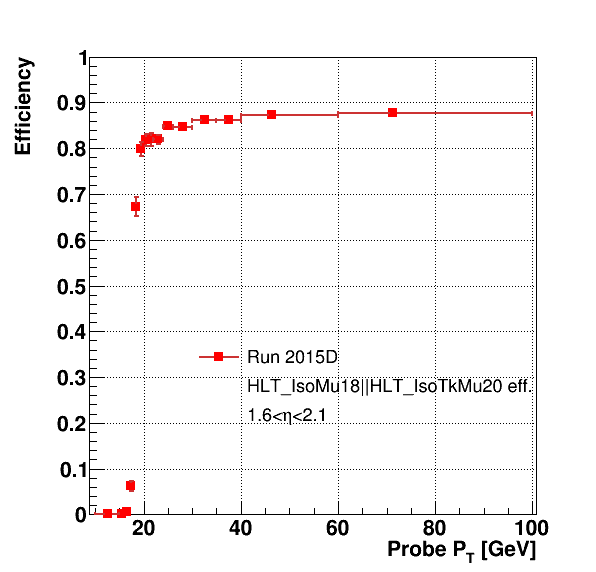 Efficiency
1
0.9
0.8
0.7
0.6
0.5
0.4
0.3
0.2
0.1
0
Run 2015D
HLT_IsoMu18||HLT_IsoTkMu20 eff.
1.6<η<2.1
20 40 60 80 100
Probe P_T [GeV]